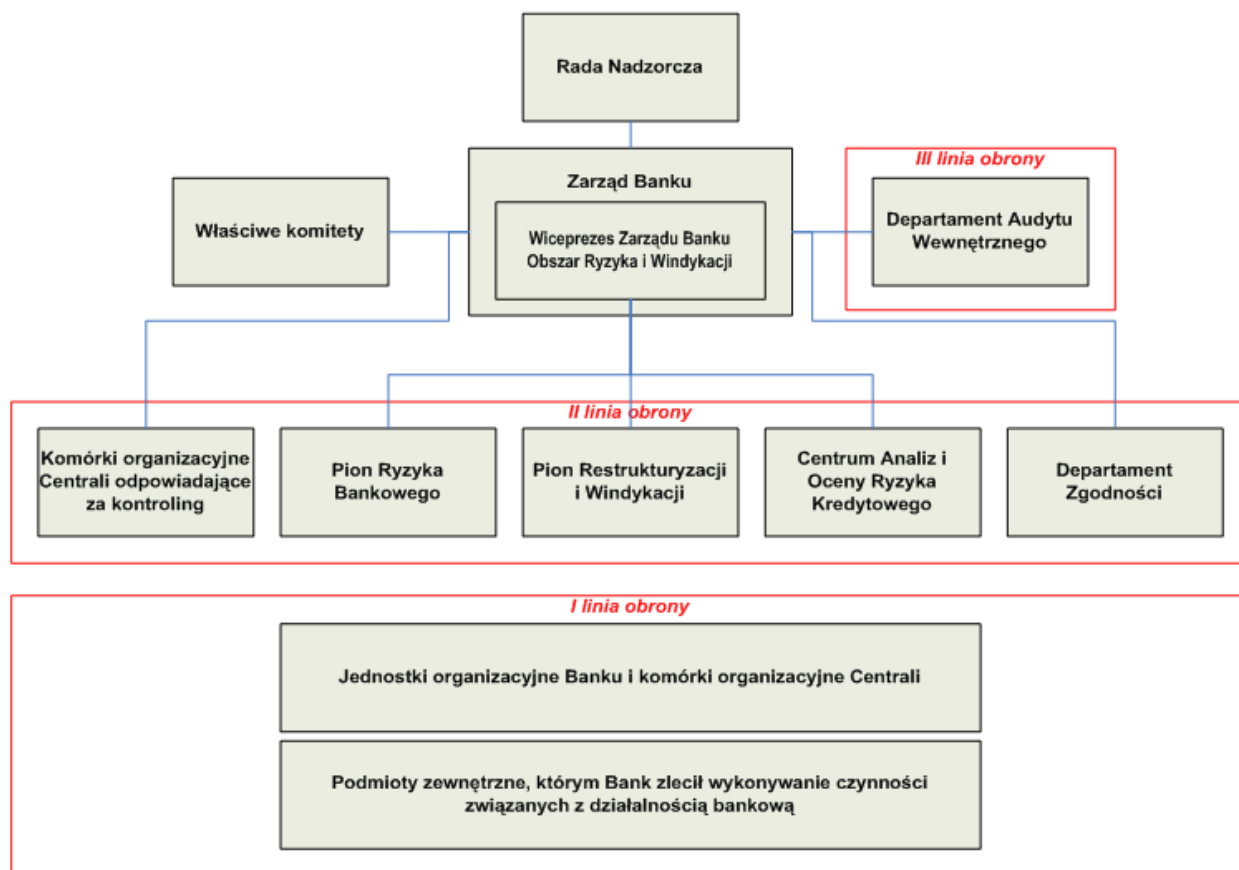 Rada Nadzorcza
III linia obrony
Zarząd Banku
Właściwe komitety
Wiceprezes Zarządu Banku
Obszar Ryzyka i Windykacji
Departament Audytu
Wewnętrznego
II linia obrony
Komórki organizacyjne
Centrali odpowiadające
za kontroling
Pion Ryzyka
Bankowego
Pion Restrukturyzacji
i Windykacji
Centrum Analiz i
Oceny Ryzyka
Kredytowego
Departament
Zgodności
I linia obrony
Jednostki organizacyjne Banku i komórki organizacyjne Centrali
Podmioty zewnętrzne, którym Bank zlecił wykonywanie czynności
związanych z działalnością bankową